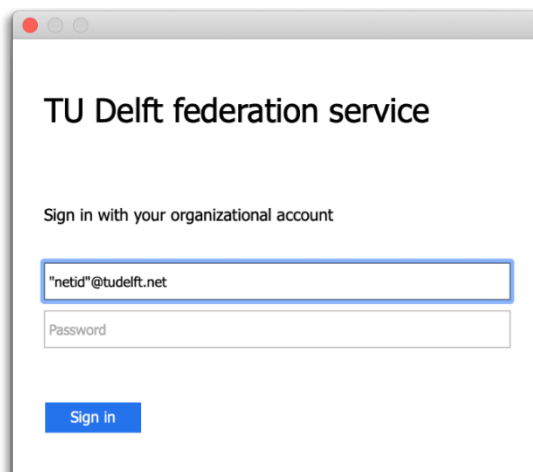 TU Delft federation service
Sign in with your organizational account
"netid"@tudelft.net
Password
Sign in